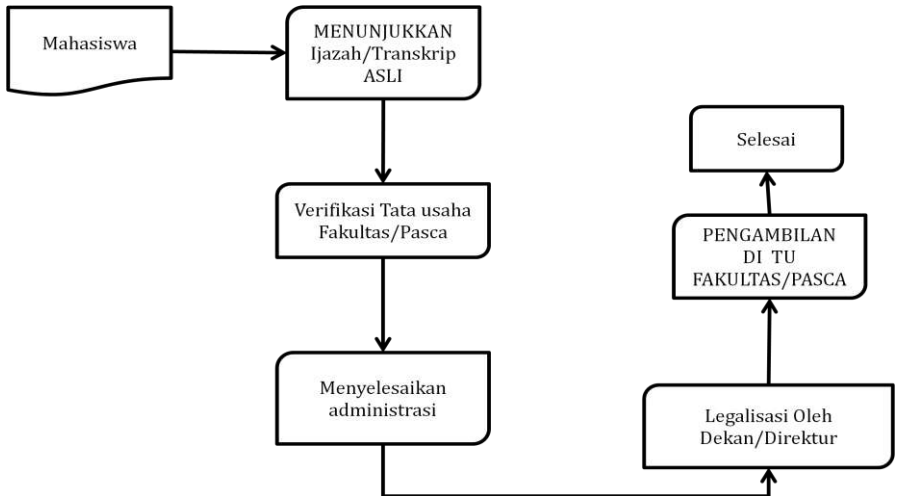 Mahasiswa
MENUNJUKKAN
Ijazah/Transkrip
ASLI
Verifikasi Tata usaha
Fakultas/Pasca
Menyelesaikan
administrasi
Legalisasi Oleh
Dekan/Direktur
PENGAMBILAN
DI TU
FAKULTAS/PASCA
Selesai